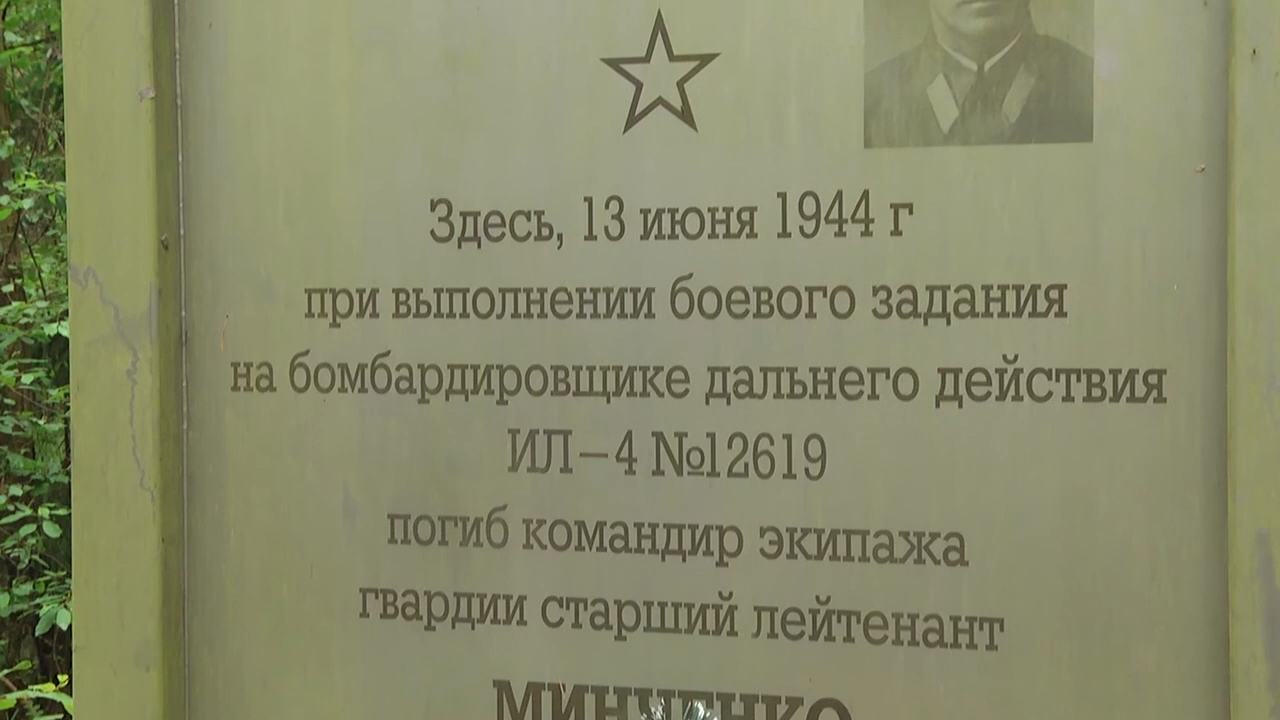 Здесь, 13 июня 1944 г
при выполнении боевого задания
на бомбардировщике дальнего действия
ИЛ-4 №12619
погиб командир экипажа
гвардии старший лейтенант
МИНЧЕНКО